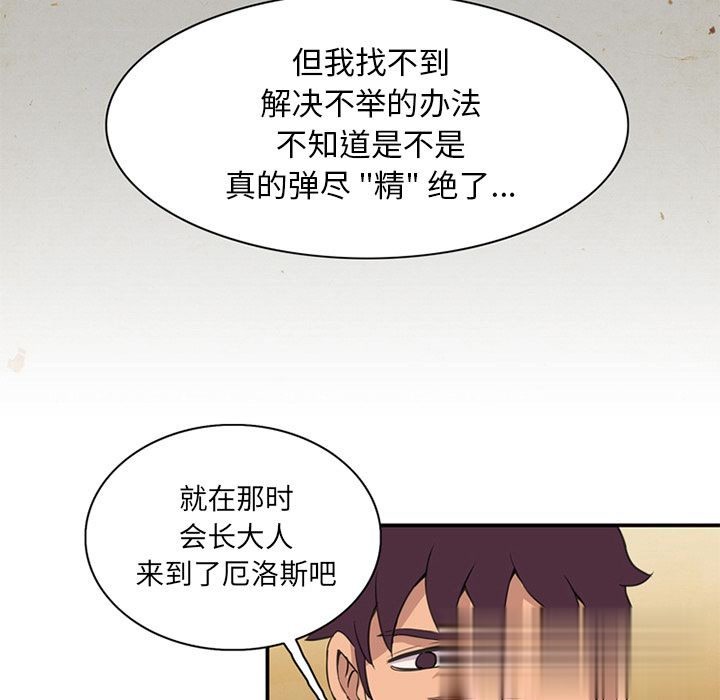 但我找不到
解决不举的办法
不知道是不是
真的弹尽 "精" 绝了...
就在那时
会长大人
来到了厄洛斯吧